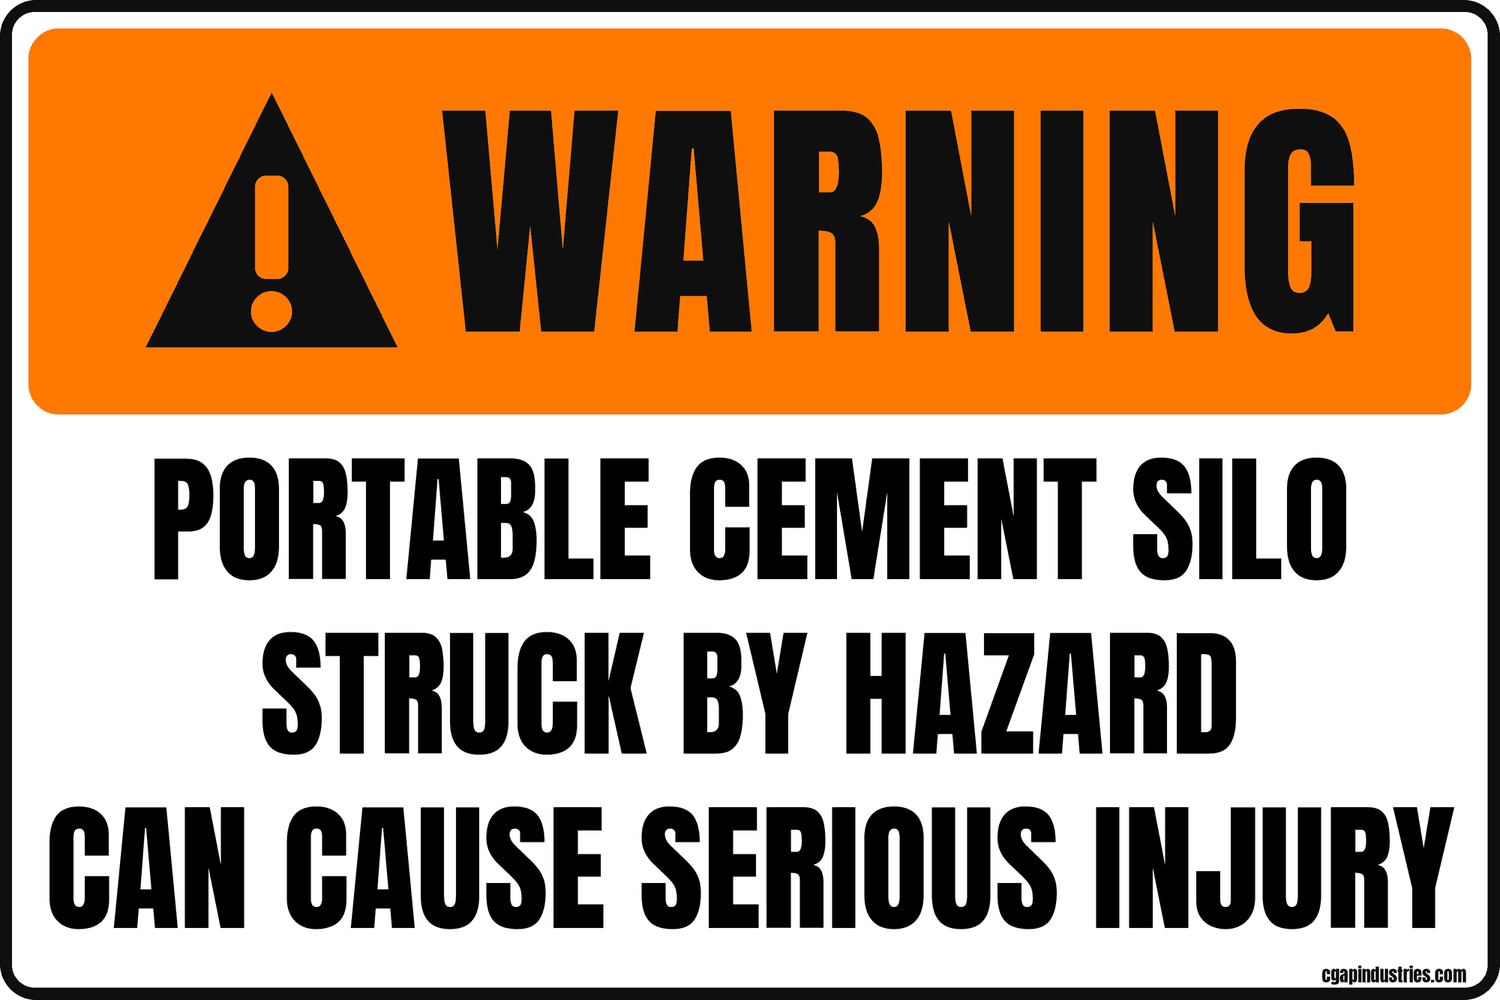 WARNING
PORTABLE CEMENT SILO
STRUCK BY HAZARD
CAN CAUSE SERIOUS INJURY
cgapindustries.com